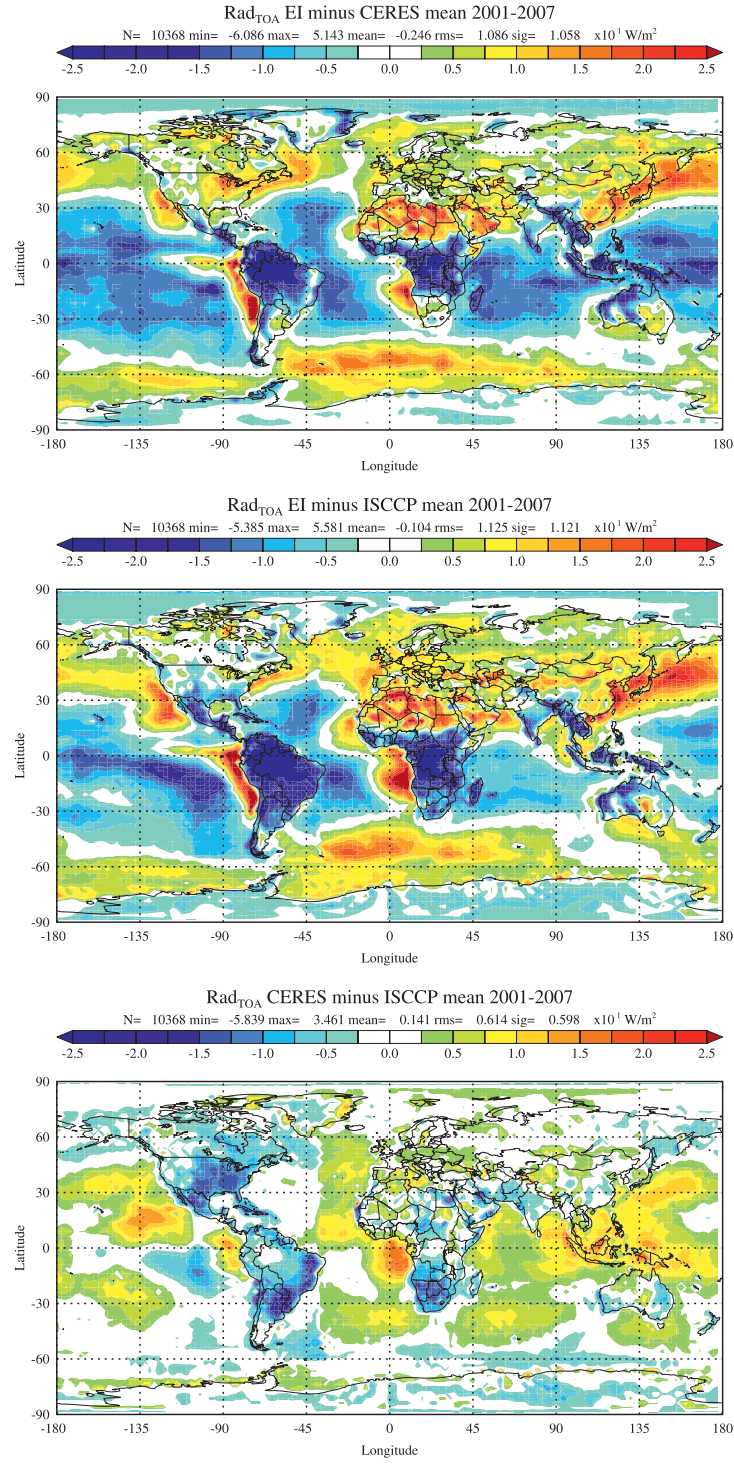 Rad_TOA EI minus CERES mean 2001-2007
N= 10368 min= -6.086 max= 5.143 mean= -0.246 rms= 1.086 sig= 1.058 x10^1 W/m^2
-2.5 -2.0 -1.5 -1.0 -0.5 0.0 0.5 1.0 1.5 2.0 2.5
90
60
30
0
-30
-60
-90
Latitude
-180 -135 -90 -45 0 45 90 135 180
Longitude
Rad_TOA EI minus ISCCP mean 2001-2007
N= 10368 min= -5.385 max= 5.581 mean= -0.104 rms= 1.125 sig= 1.121 x10^1 W/m^2
-2.5 -2.0 -1.5 -1.0 -0.5 0.0 0.5 1.0 1.5 2.0 2.5
90
60
30
0
-30
-60
-90
Latitude
-180 -135 -90 -45 0 45 90 135 180
Longitude
Rad_TOA CERES minus ISCCP mean 2001-2007
N= 10368 min= -5.839 max= 3.461 mean= 0.141 rms= 0.614 sig= 0.598 x10^1 W/m^2
-2.5 -2.0 -1.5 -1.0 -0.5 0.0 0.5 1.0 1.5 2.0 2.5
90
60
30
0
-30
-60
-90
Latitude
-180 -135 -90 -45 0 45 90 135 180
Longitude